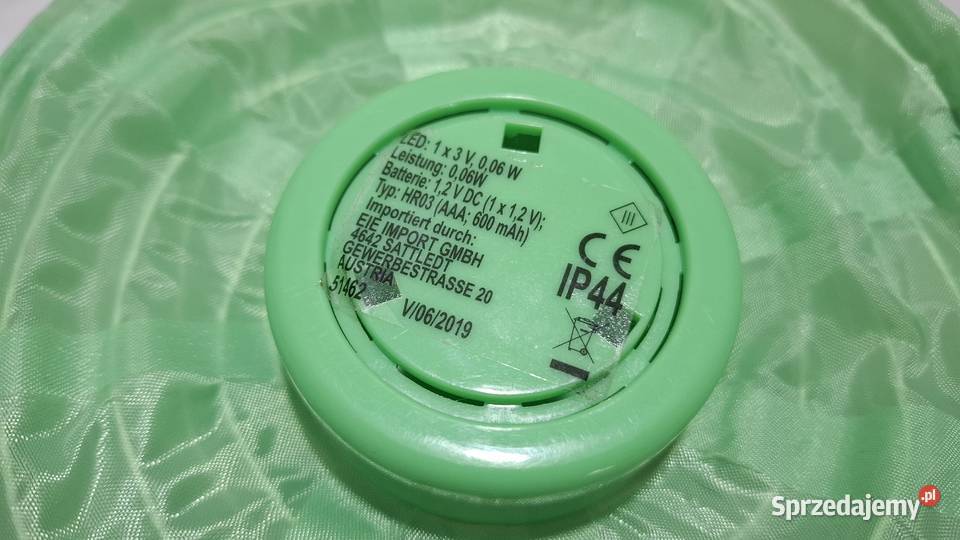 LED: 1 x 3 V, 0,06 W
Leistung: 0,06W
Batterie: 1,2 V DC (1 x 1,2 V);
Typ: HR03 (AAA; 600 mAh)
Importiert durch:
EIE IMPORT GMBH
4642 SATTLEDT
GEWERBESTRASSE 20
AUSTRIA
51462
V/06/2019
CE
IP44
Sprzedajemy.pl